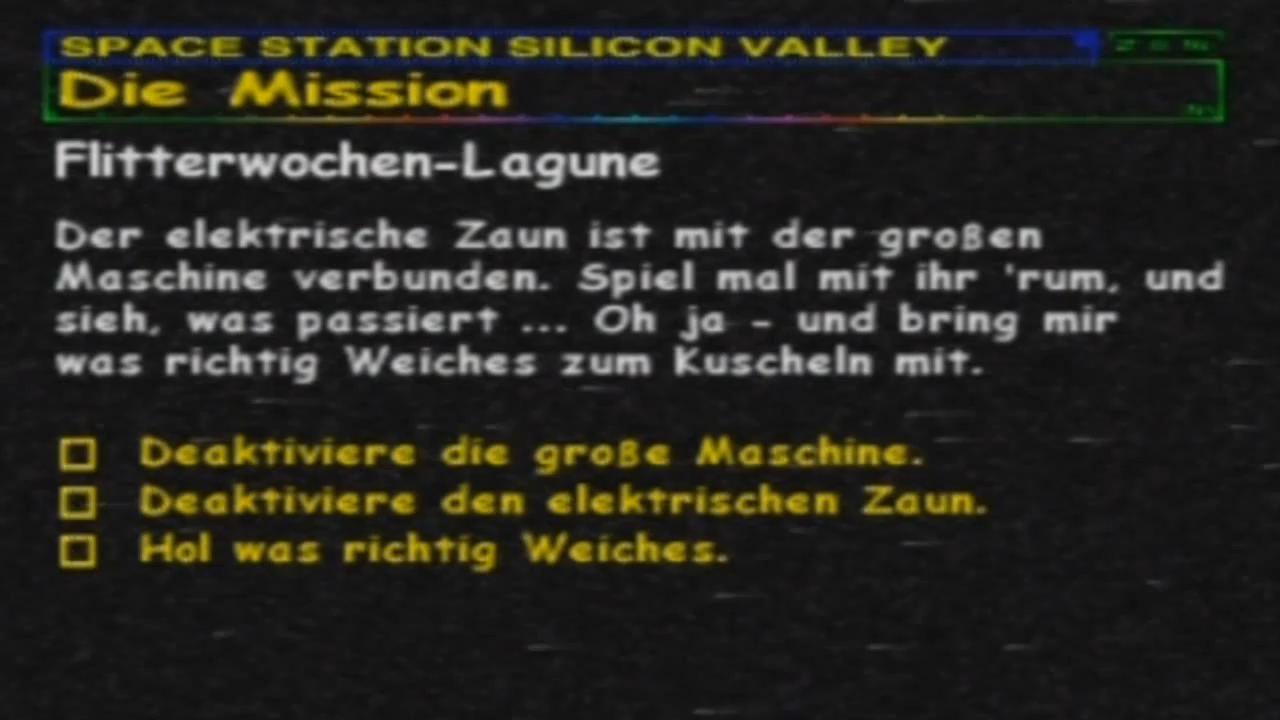 SPACE STATION SILICON VALLEY
Die Mission
Flitterwochen-Lagune
Der elektrische Zaun ist mit der großen
Maschine verbunden. Spiel mal mit ihr 'rum, und
sieh, was passiert ... Oh ja - und bring mir
was richtig Weiches zum Kuscheln mit.
Deaktiviere die große Maschine.
Deaktiviere den elektrischen Zaun.
Hol was richtig Weiches.